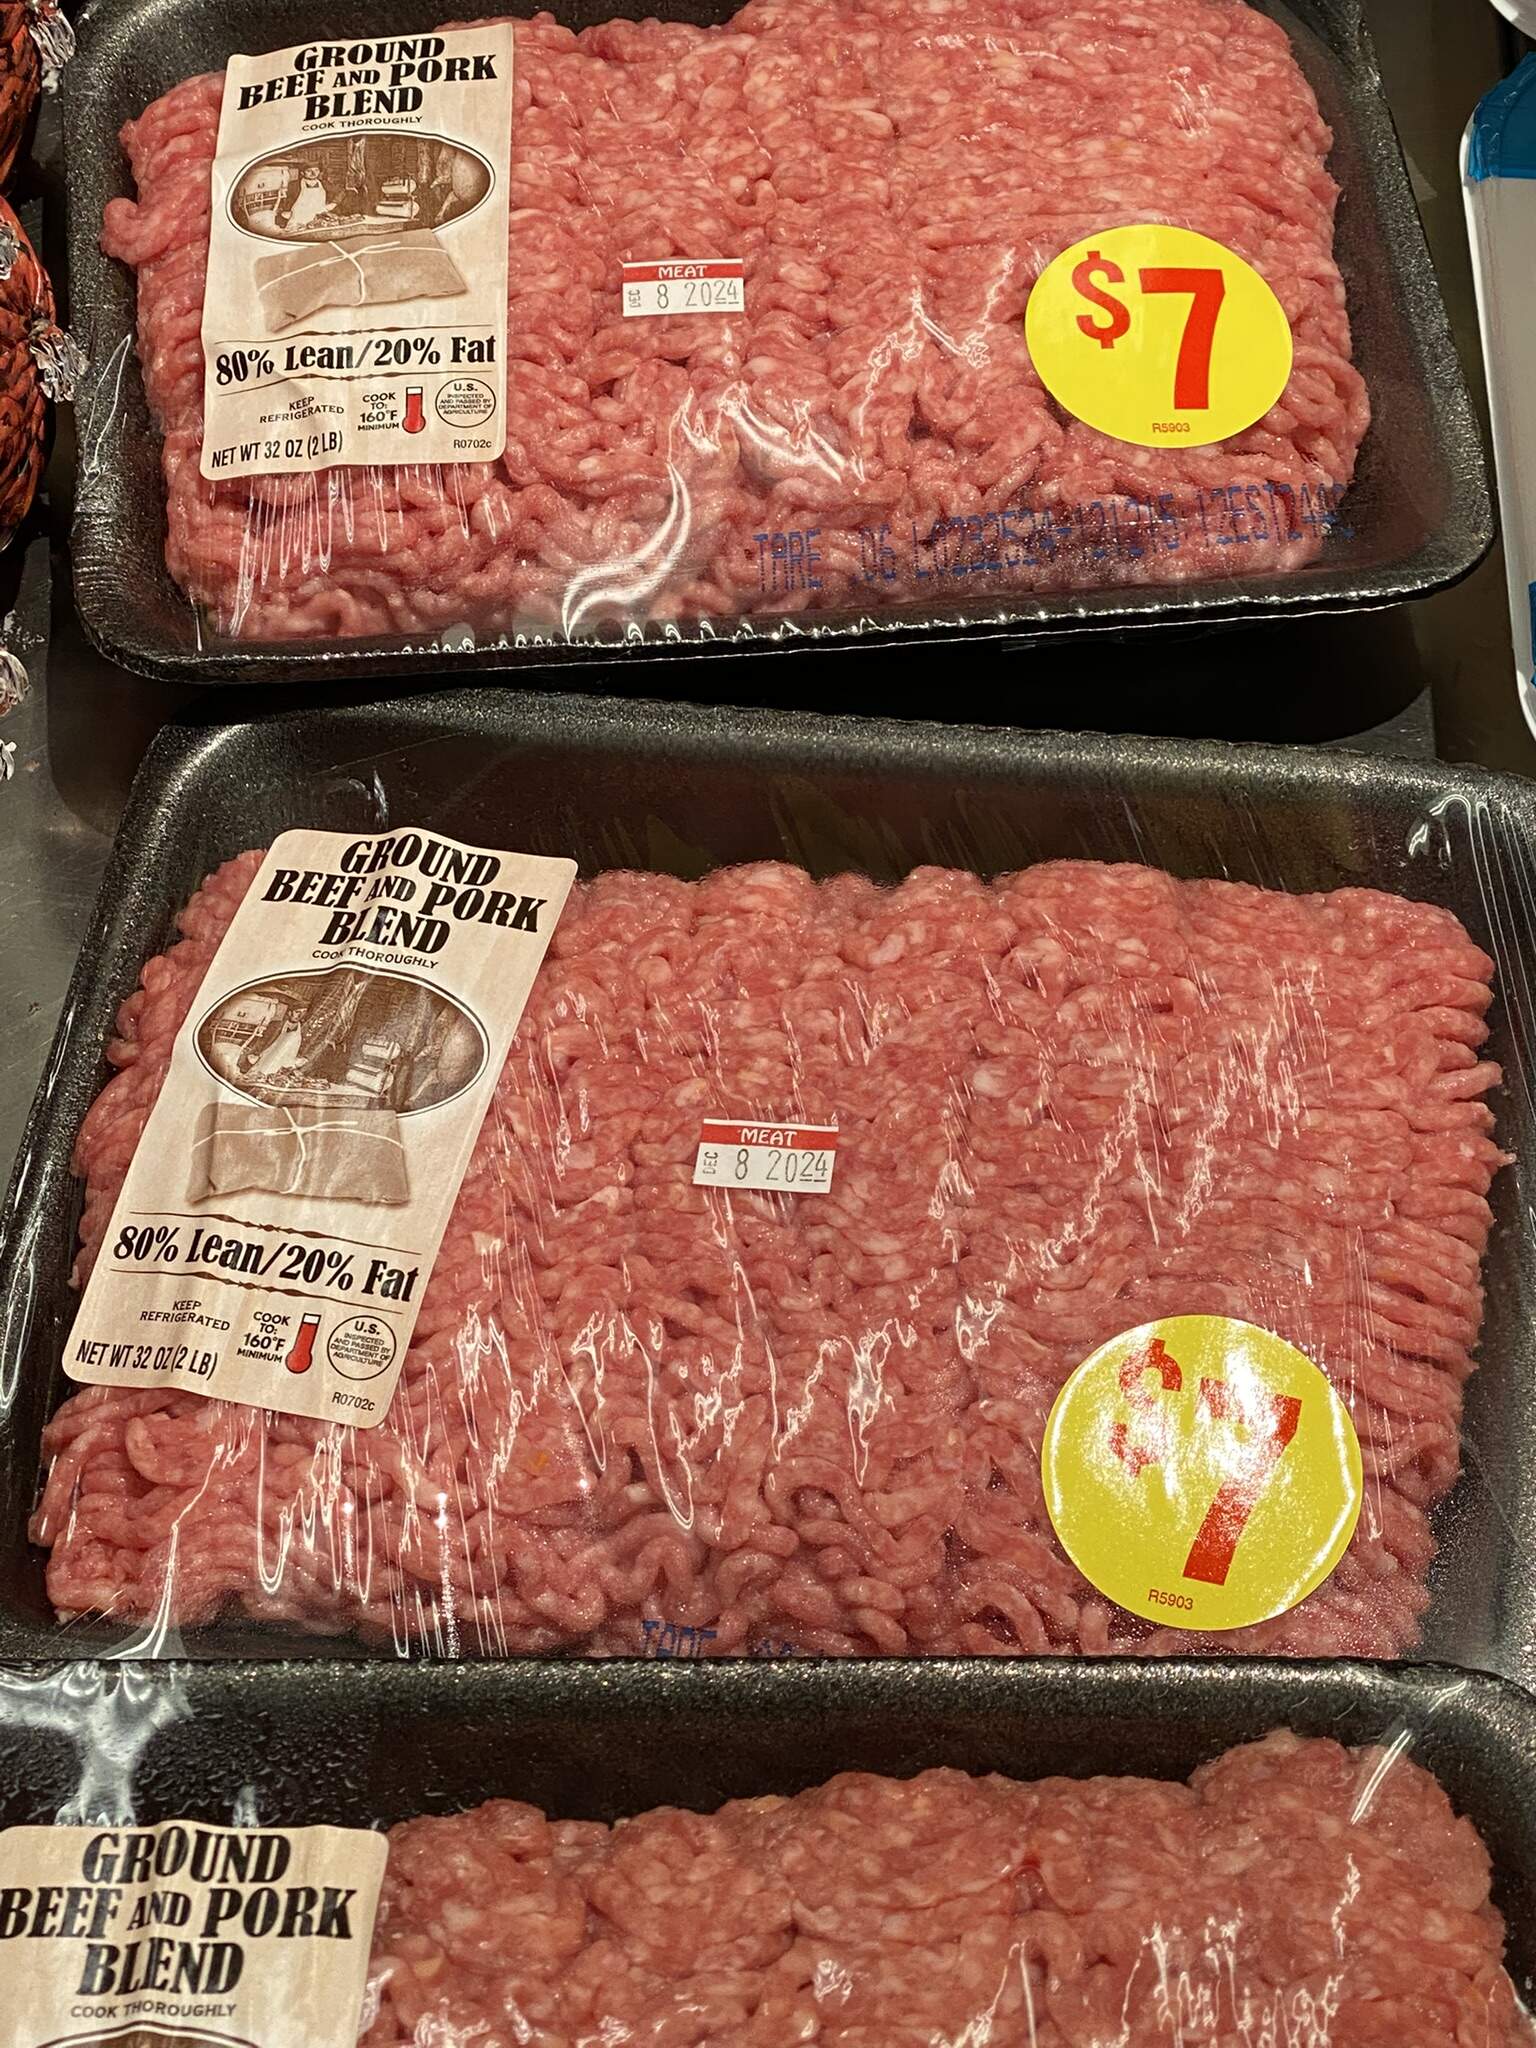 GROUND
BEEF AND PORK
BLEND
COOK THOROUGHLY
80% Lean/20% Fat
KEEP
REFRIGERATED
COOK
TO:
160°F
MINIMUM
U.S.
INSPECTED
AND PASSED BY
DEPARTMENT OF
AGRICULTURE
NET WT 32 OZ (2 LB)
R0702c
MEAT
DEC 8 2024
$7
R5903
TARE .06
GROUND
BEEF AND PORK
BLEND
COOK THOROUGHLY
80% Lean/20% Fat
KEEP
REFRIGERATED
COOK
TO:
160°F
MINIMUM
U.S.
INSPECTED
AND PASSED BY
DEPARTMENT OF
AGRICULTURE
NET WT 32 OZ (2 LB)
R0702c
MEAT
DEC 8 2024
$7
R5903
GROUND
BEEF AND PORK
BLEND
COOK THOROUGHLY